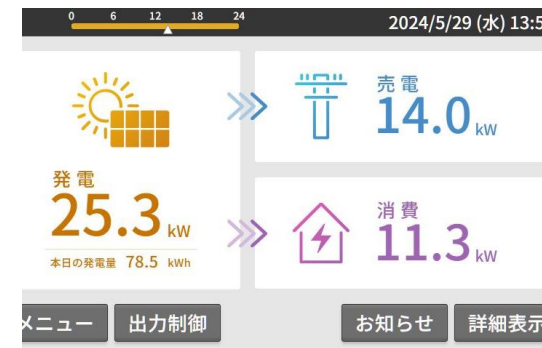 0 6 12 18 24
2024/5/29 (水) 13:5
売電
14.0 kW
発電
25.3 kW
本日の発電量 78.5 kWh
消費
11.3 kW
メニュー
出力制御
お知らせ
詳細表示